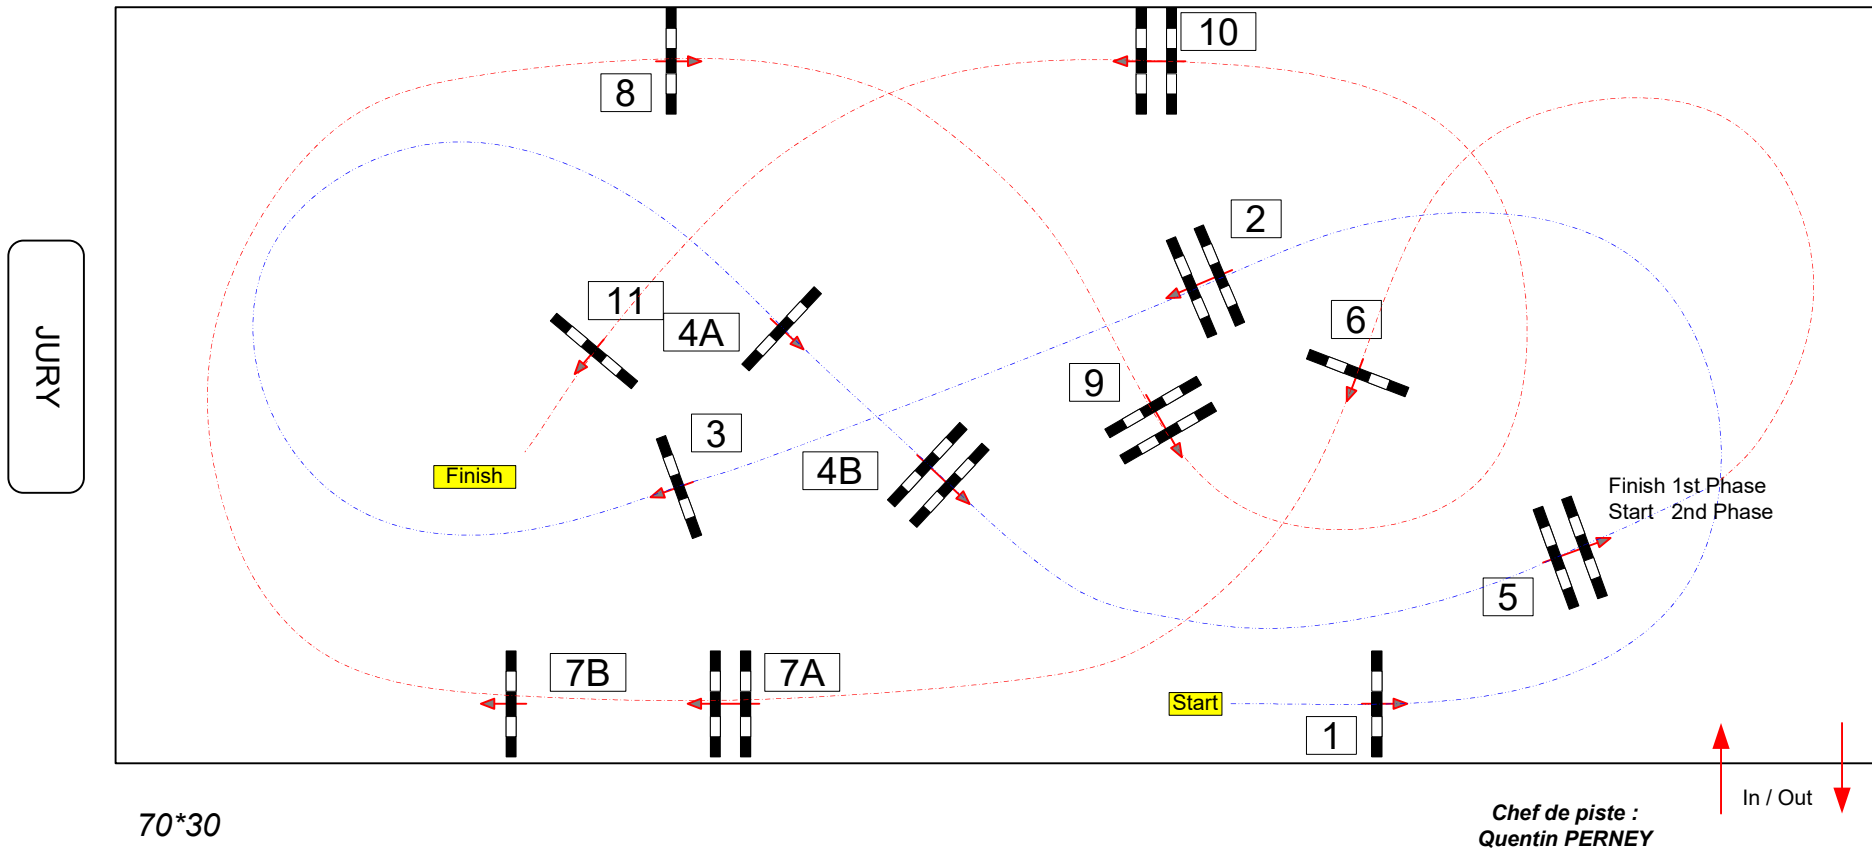 8
10
2
11
4A
6
JURY
9
3
4B
Finish
Finish 1st Phase
Start 2nd Phase
5
7B
7A
Start
1
In / Out
70*30
Chef de piste :
Quentin PERNEY